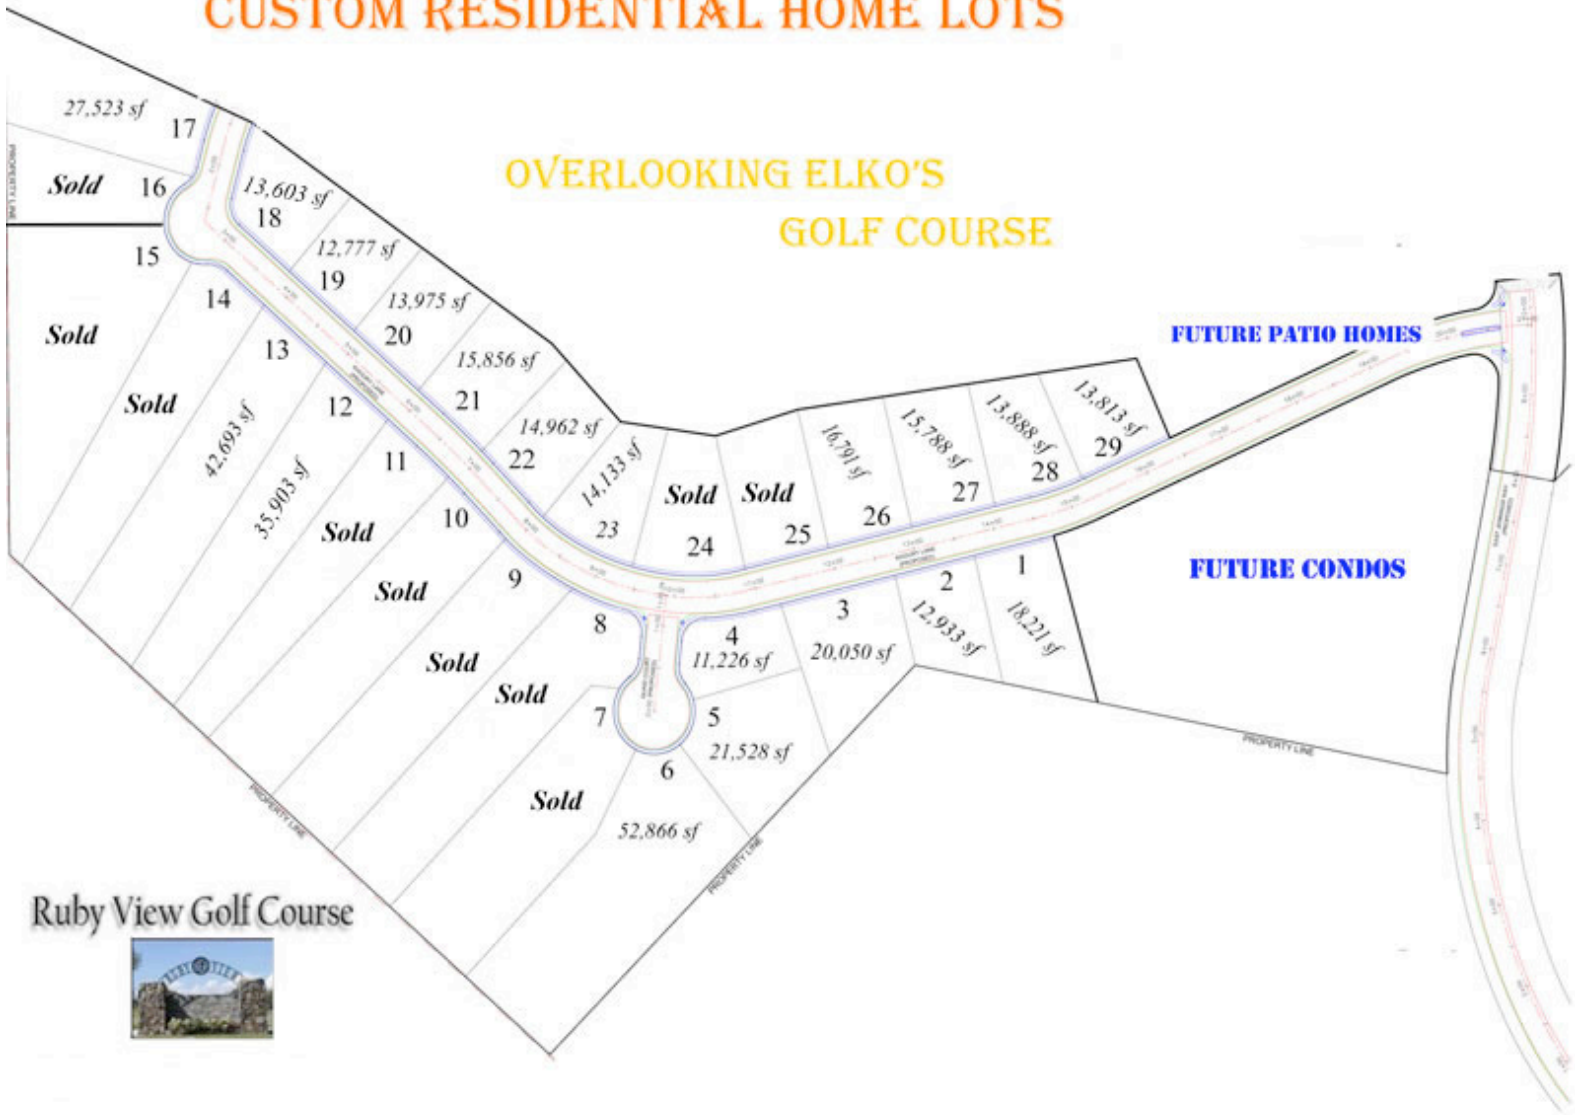 CUSTOM RESIDENTIAL HOME LOTS
OVERLOOKING ELKO'S
GOLF COURSE
27,523 sf
17
PROPERTY LINE
Sold
16
15
Sold
14
Sold
13
42,693 sf
12
35,903 sf
11
Sold
10
Sold
9
Sold
8
Sold
7
Sold
6
52,866 sf
5
21,528 sf
4
11,226 sf
3
20,050 sf
2
12,933 sf
1
18,221 sf
13,603 sf
18
12,777 sf
19
13,975 sf
20
15,856 sf
21
14,962 sf
22
14,133 sf
23
Sold
24
Sold
25
16,791 sf
26
15,788 sf
27
13,888 sf
28
13,813 sf
29
FUTURE PATIO HOMES
FUTURE CONDOS
PROPERTY LINE
PROPERTY LINE
PROPERTY LINE
Ruby View Golf Course
RUBY VIEW